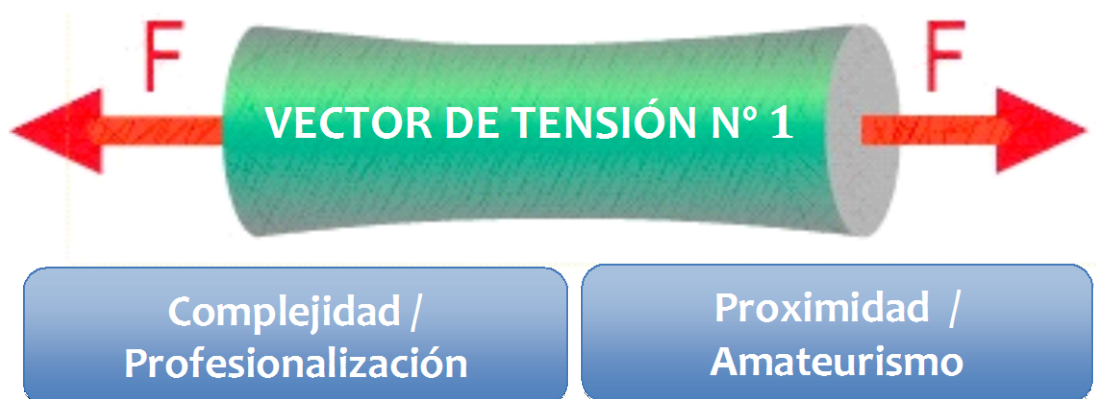 F
F
VECTOR DE TENSIÓN Nº 1
Complejidad /
Profesionalización
Proximidad /
Amateurismo